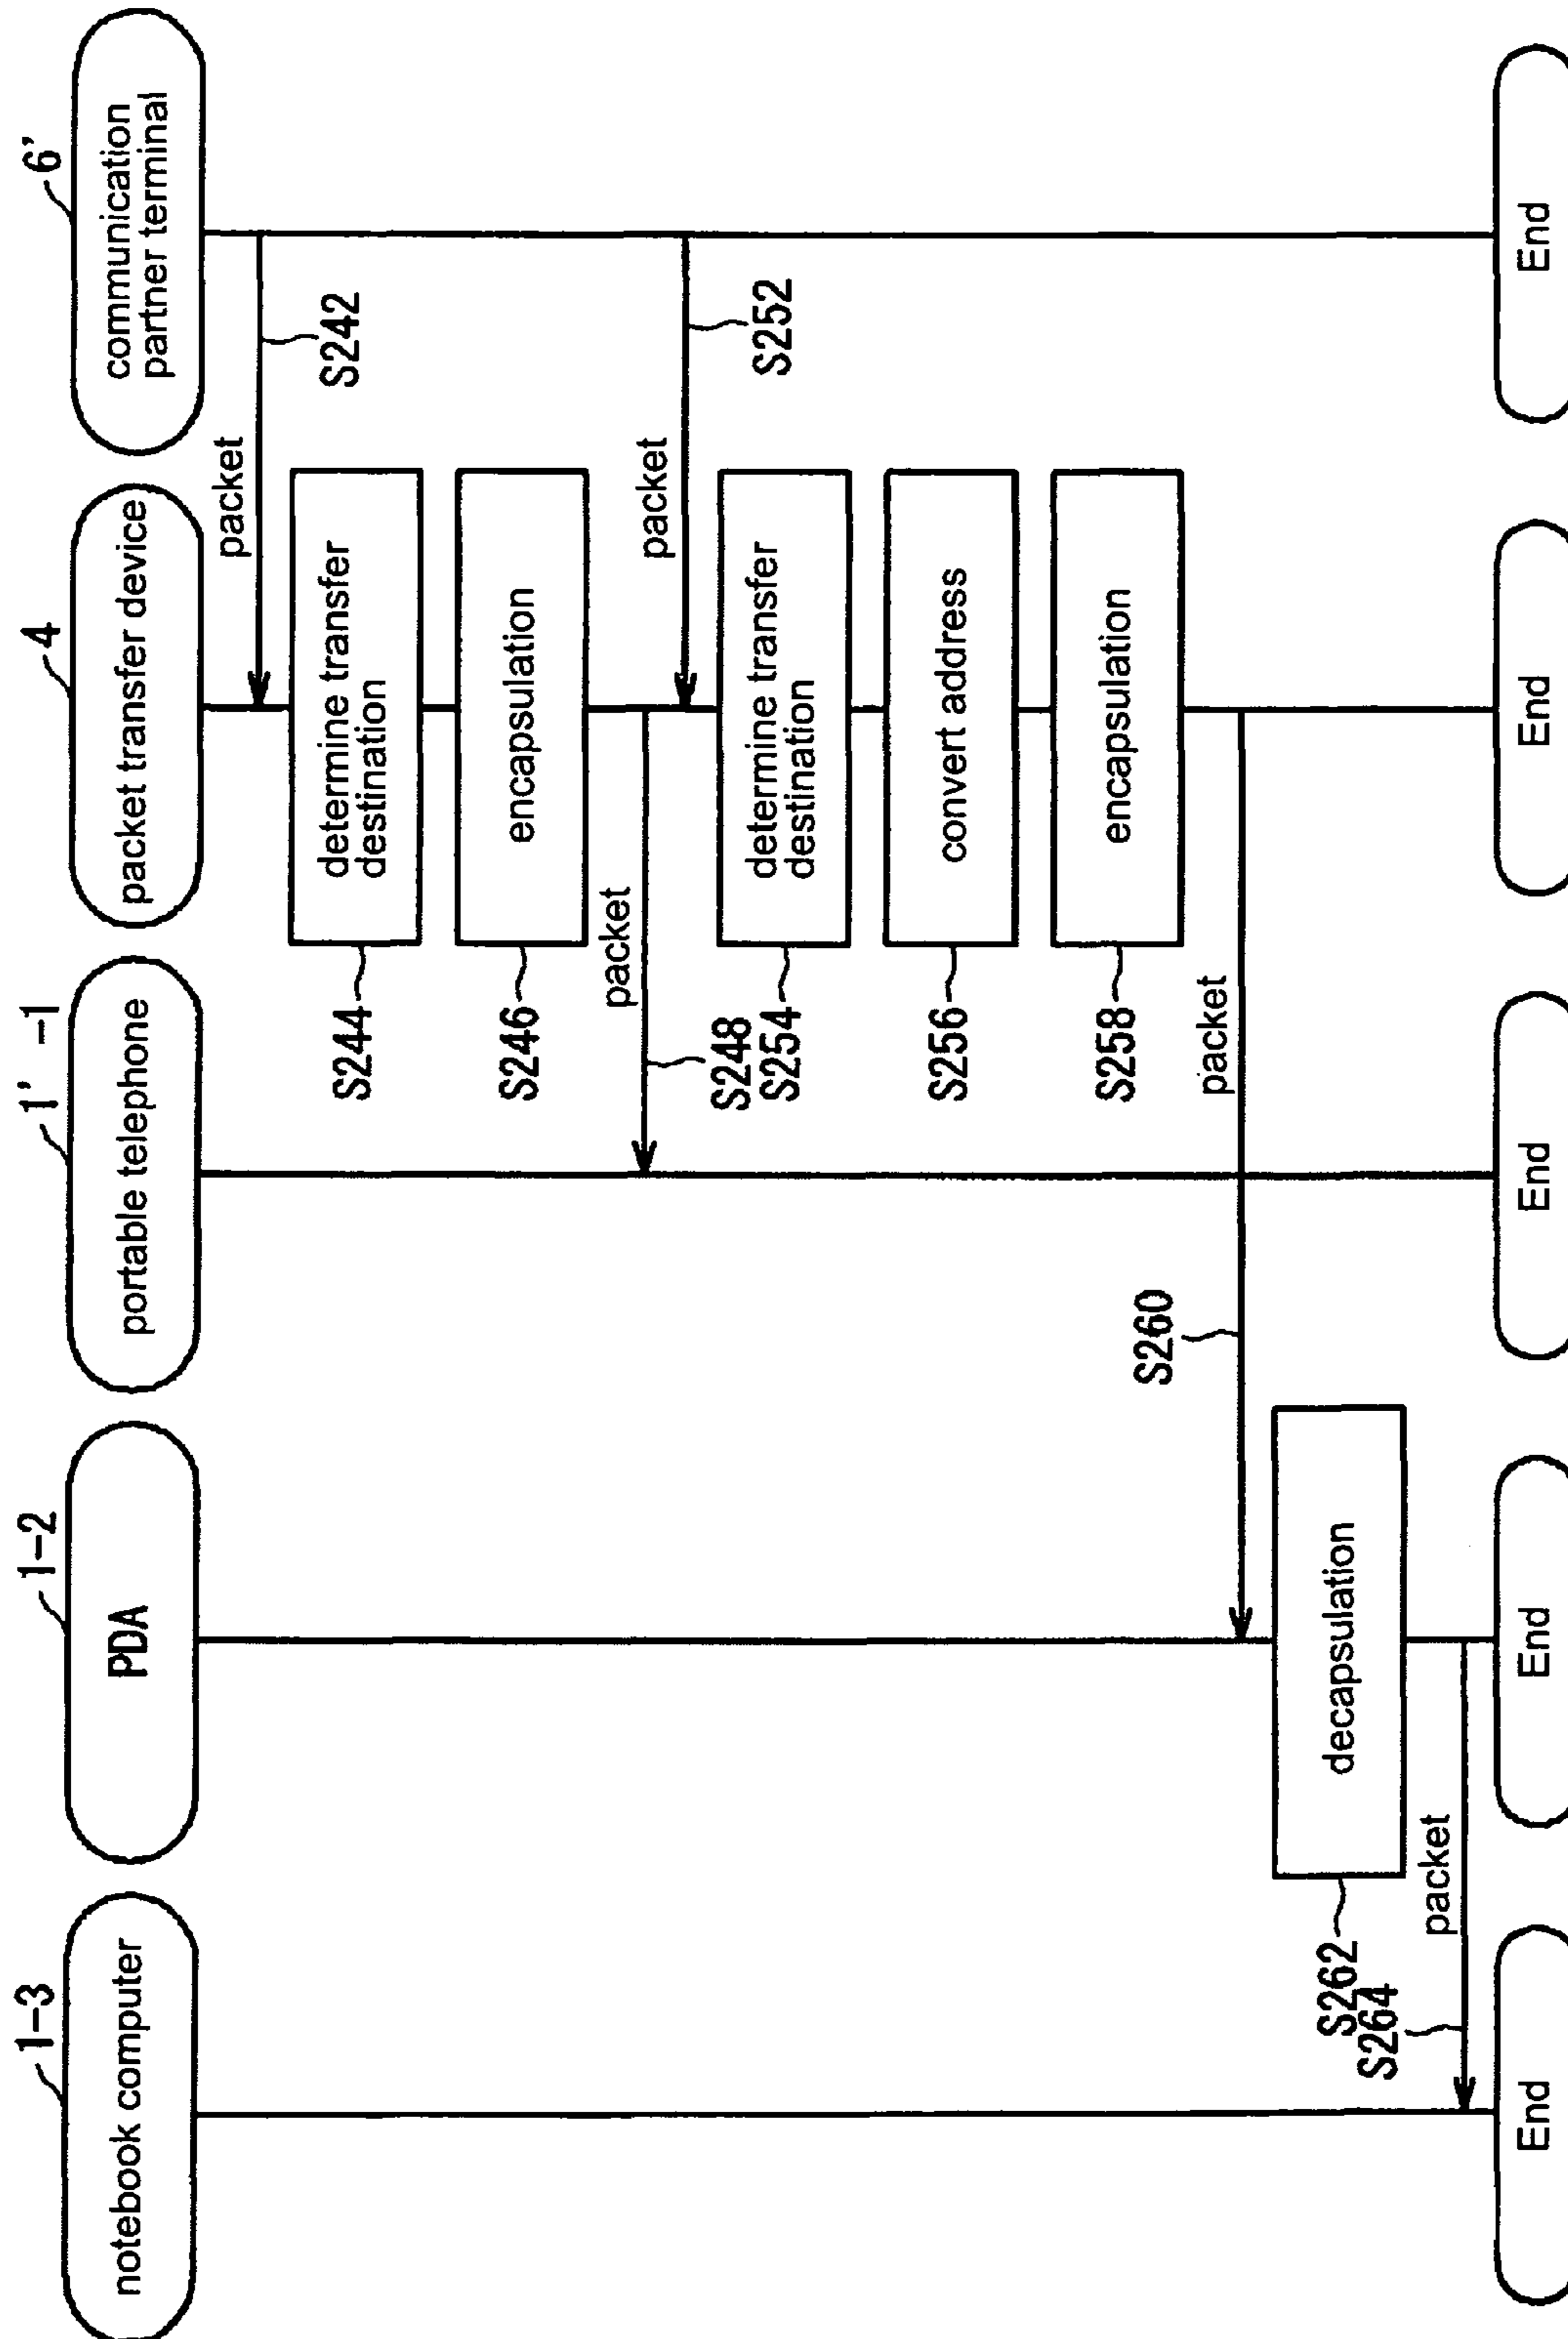 1-3
notebook computer
1-2
PDA
1'-1
portable telephone
4
packet transfer device
6'
communication
partner terminal
packet
S242
determine transfer
destination
S244
encapsulation
S246
packet
S248
packet
S252
determine transfer
destination
S254
convert address
S256
encapsulation
S258
packet
S260
decapsulation
S262
packet
S264
End
End
End
End
End